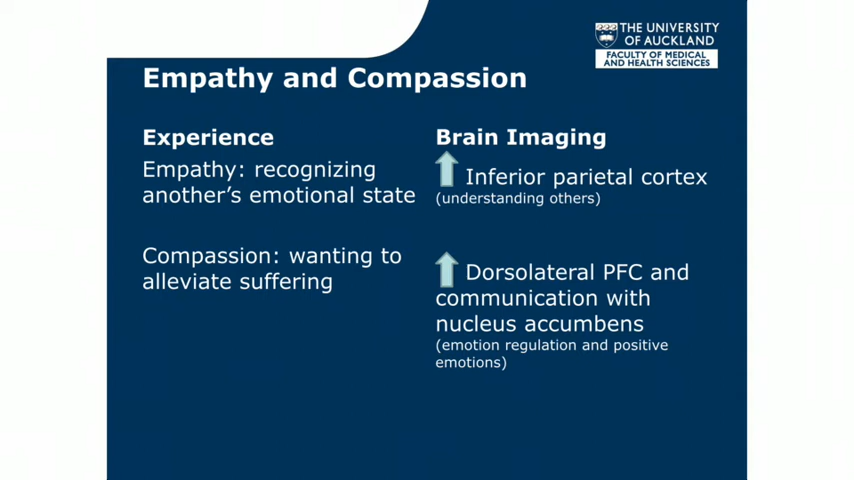 THE UNIVERSITY
OF AUCKLAND
FACULTY OF MEDICAL
AND HEALTH SCIENCES
Empathy and Compassion
Experience
Empathy: recognizing
another’s emotional state
Compassion: wanting to
alleviate suffering
Brain Imaging
Inferior parietal cortex
(understanding others)
Dorsolateral PFC and
communication with
nucleus accumbens
(emotion regulation and positive
emotions)